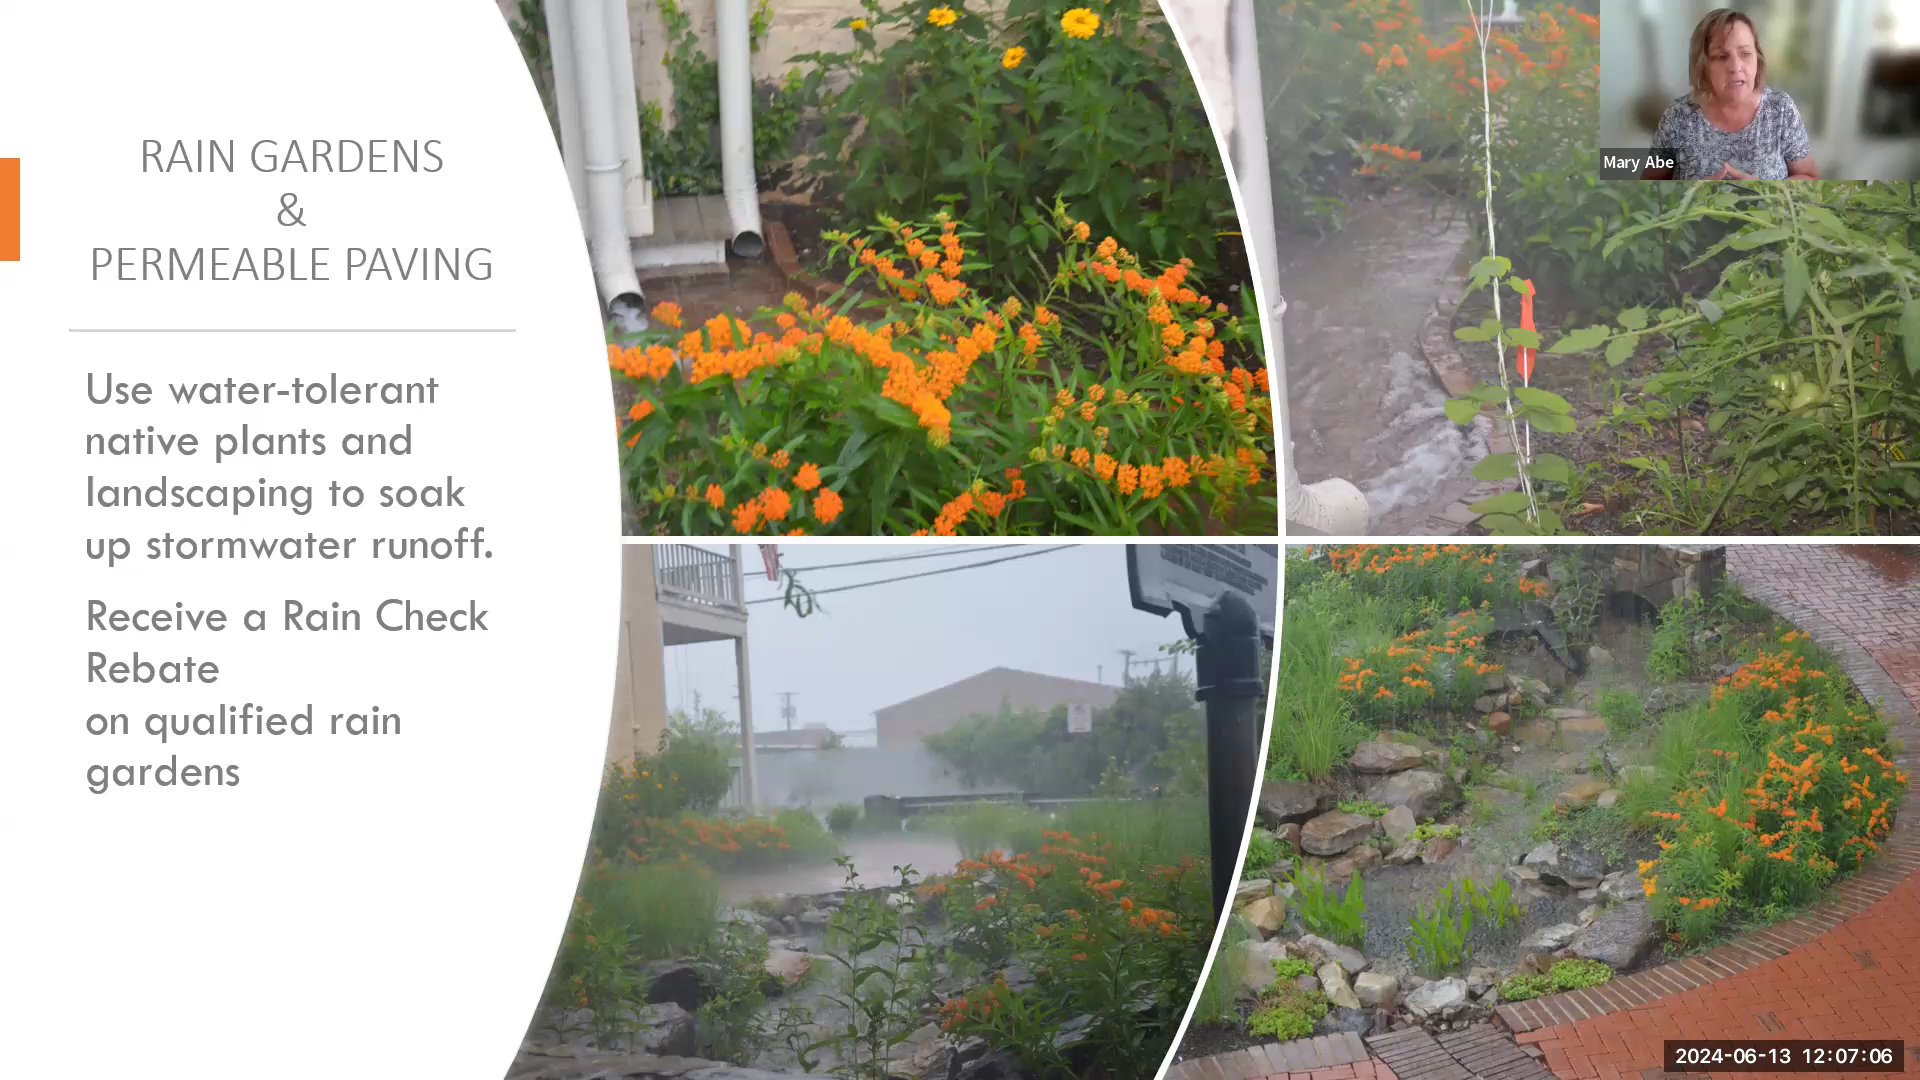 RAIN GARDENS
&
PERMEABLE PAVING
Use water-tolerant
native plants and
landscaping to soak
up stormwater runoff.
Receive a Rain Check
Rebate
on qualified rain
gardens
Mary Abe
2024-06-13 12:07:06